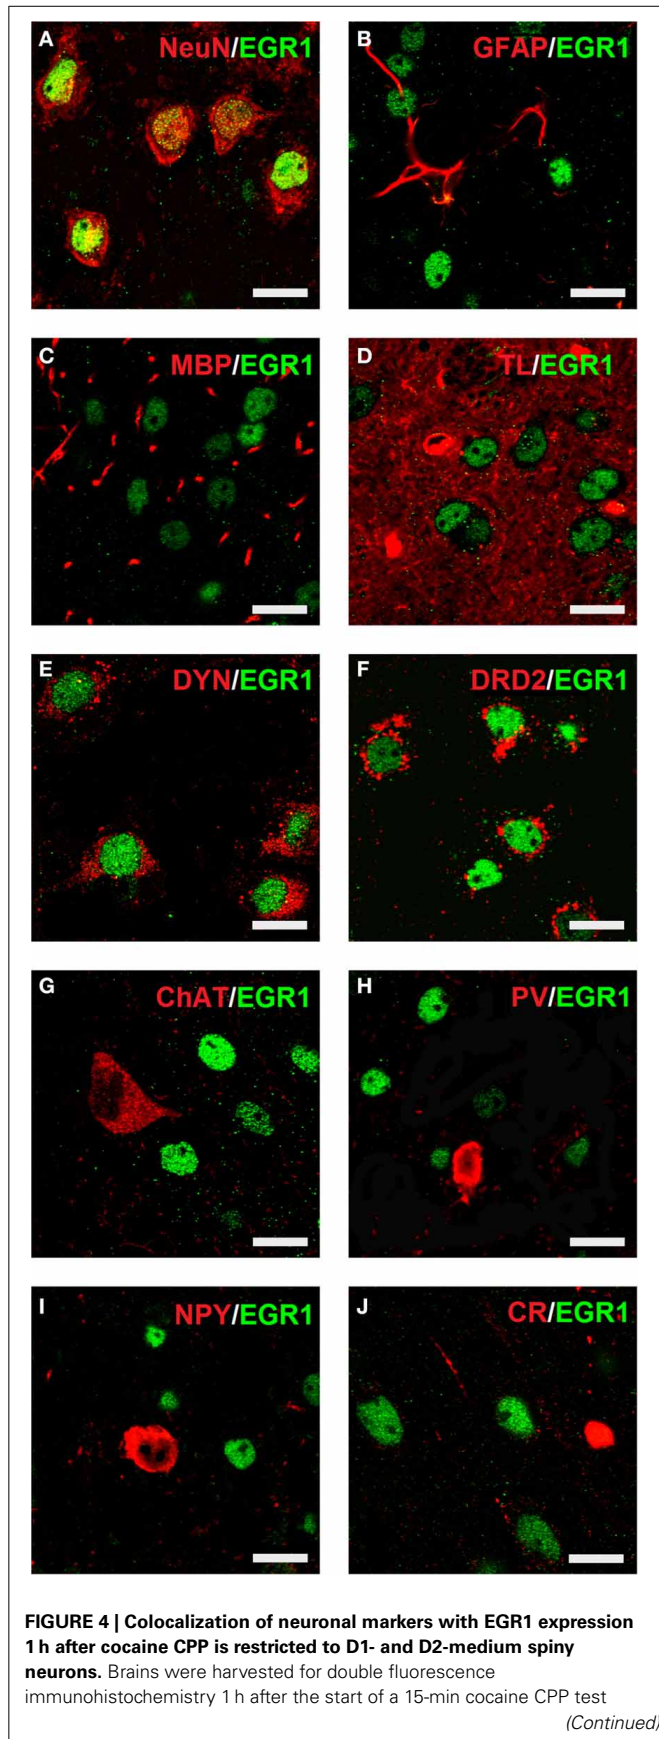 A NeuN/EGR1
B GFAP/EGR1
C MBP/EGR1
D TL/EGR1
E DYN/EGR1
F DRD2/EGR1
G ChAT/EGR1
H PV/EGR1
I NPY/EGR1
J CR/EGR1
FIGURE 4 | Colocalization of neuronal markers with EGR1 expression
1 h after cocaine CPP is restricted to D1- and D2-medium spiny
neurons. Brains were harvested for double fluorescence
immunohistochemistry 1 h after the start of a 15-min cocaine CPP test
(Continued)